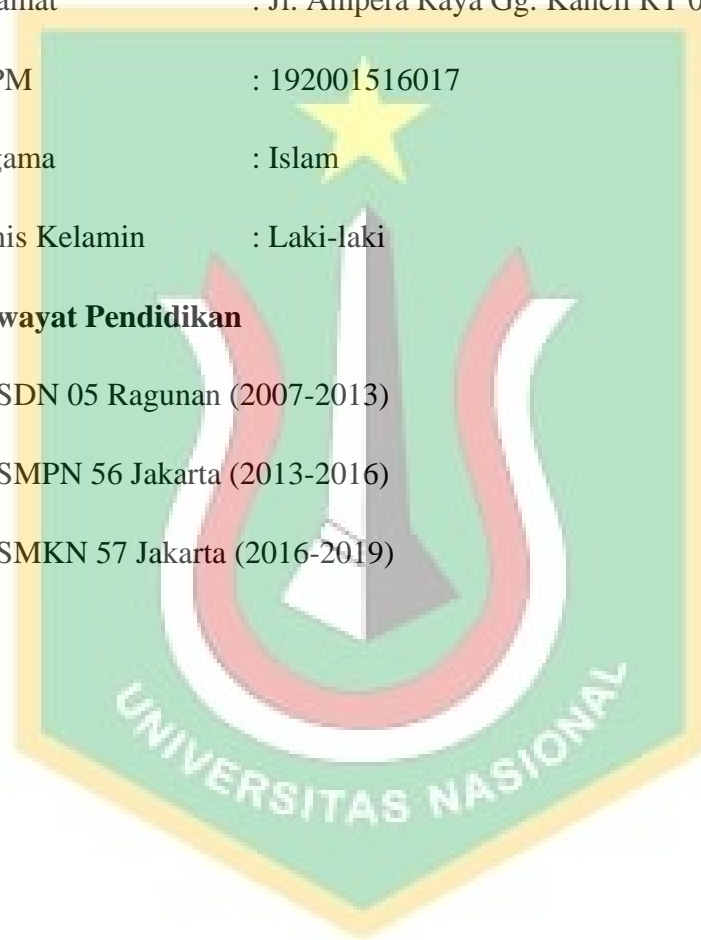 amat : Jl. Ampera Raya Gg. Kancil RT 0
PM : 192001516017
gama : Islam
nis Kelamin : Laki-laki
wayat Pendidikan
SDN 05 Ragunan (2007-2013)
SMPN 56 Jakarta (2013-2016)
SMKN 57 Jakarta (2016-2019)
UNIVERSITAS NASIONAL